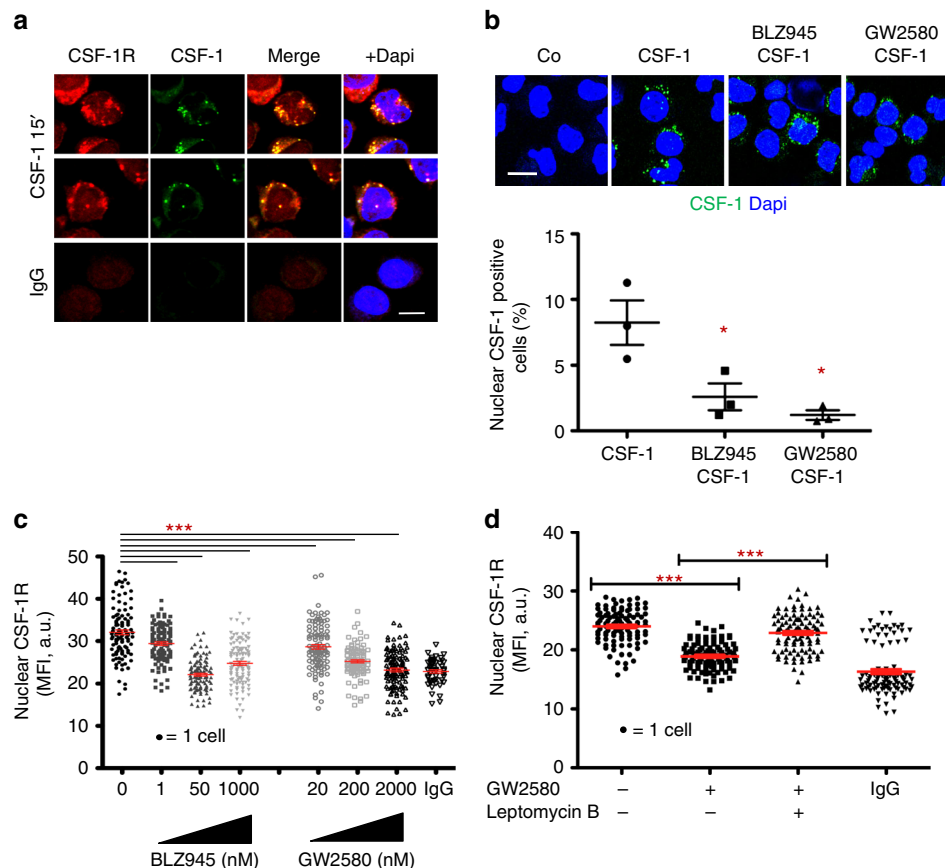 a
CSF-1R CSF-1 Merge +Dapi
CSF-1 15′
IgG
b
Co CSF-1 BLZ945 CSF-1 GW2580 CSF-1
CSF-1 Dapi
Nuclear CSF-1 positive cells (%)
15
10
5
0
*
*
CSF-1 BLZ945 CSF-1 GW2580 CSF-1
c
***
Nuclear CSF-1R (MFI, a.u.)
50
40
30
20
10
0
= 1 cell
0 1 50 1000 20 200 2000 IgG
BLZ945 (nM) GW2580 (nM)
d
***
***
Nuclear CSF-1R (MFI, a.u.)
40
30
20
10
0
= 1 cell
GW2580 – + + IgG
Leptomycin B – – +